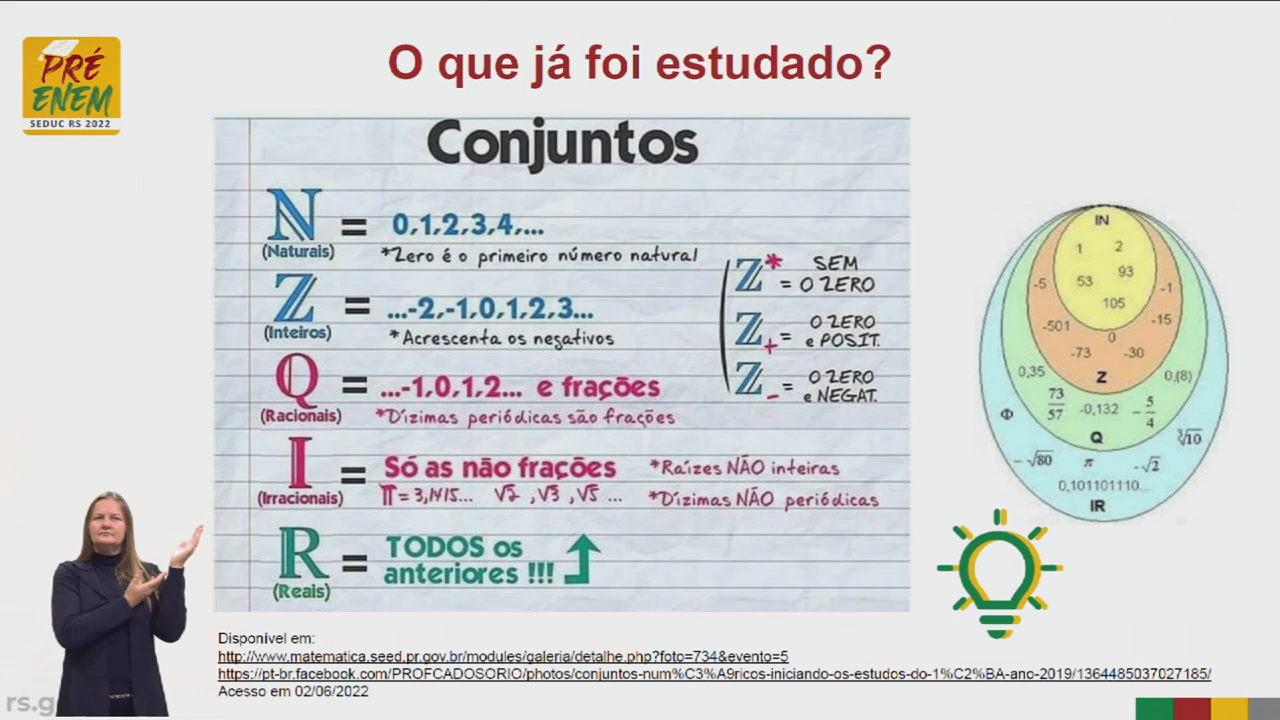 PRÉ
ENEM
SEDUC RS 2022
O que já foi estudado?
Conjuntos
ℕ = 0,1,2,3,4,...
(Naturais)
*Zero é o primeiro número natural
ℤ = ...-2,-1,0,1,2,3...
(Inteiros)
*Acrescenta os negativos
ℤ* = SEM O ZERO
ℤ+ = O ZERO e POSIT.
ℤ- = O ZERO e NEGAT.
ℚ = ...-1,0,1,2... e frações
(Racionais)
*Dízimas periódicas são frações
I = Só as não frações
(Irracionais)
π = 3,1415... √2 , √3 , √5 ...
*Raízes NÃO inteiras
*Dízimas NÃO periódicas
ℝ = TODOS os anteriores !!!
(Reais)
IN
1 2
53 93
105
-5 -1
-501 -15
0
-73 -30
Z
0,35 0,(8)
73/57 -0,132 -5/4
Q
Φ ∛10
-√80 π -√2
0,101101110...
IR
Disponível em:
http://www.matematica.seed.pr.gov.br/modules/galeria/detalhe.php?foto=734&evento=5
https://pt-br.facebook.com/PROFCADOSORIO/photos/conjuntos-num%C3%A9ricos-iniciando-os-estudos-do-1%C2%BA-ano-2019/1364485037027185/
Acesso em 02/06/2022
rs.g